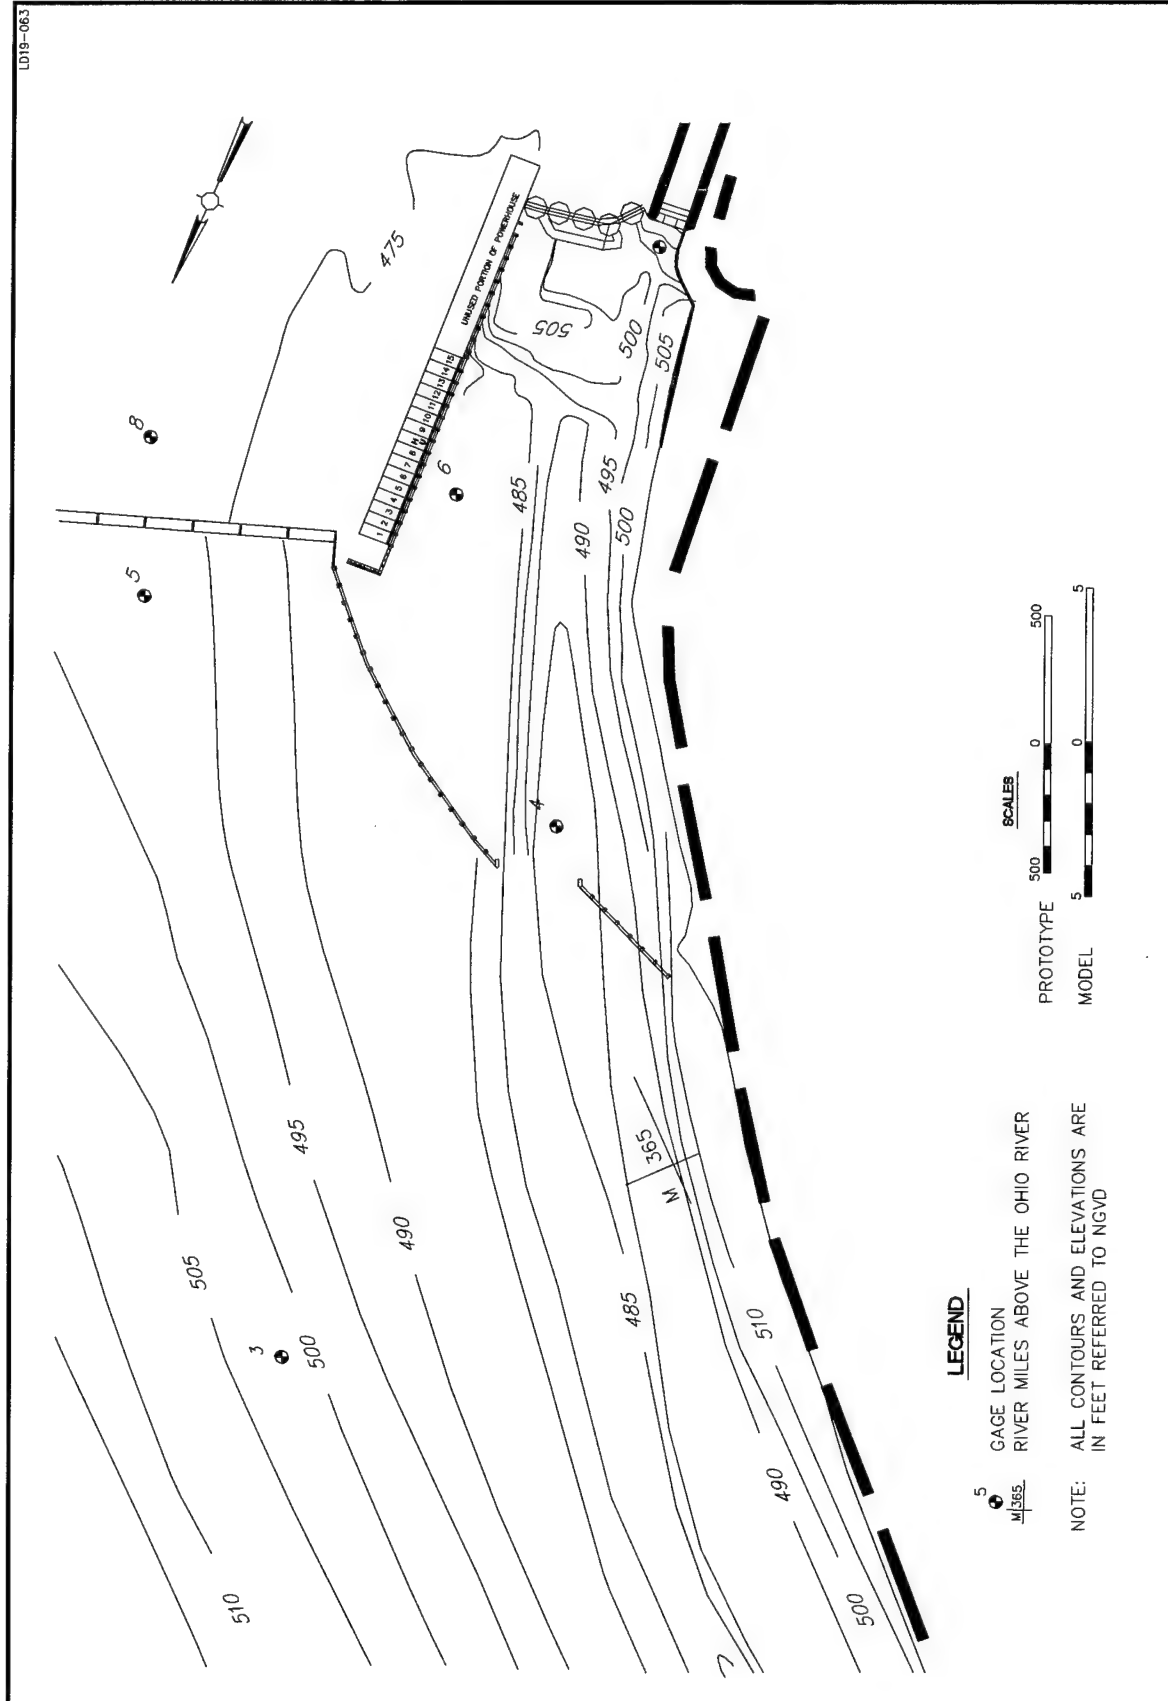 LD19-063
475
8
5
UNUSED PORTION OF POWERHOUSE
1 2 3 4 5 6 7 8 9 10 11 12 13 14 15
6
505
500
505
485
490
495
500
4
495
490
M 365
505
3
500
485
510
490
510
500
SCALES
PROTOTYPE 500 0 500
MODEL 5 0 5
LEGEND
5 GAGE LOCATION
M 365 RIVER MILES ABOVE THE OHIO RIVER
NOTE: ALL CONTOURS AND ELEVATIONS ARE
IN FEET REFERRED TO NGVD